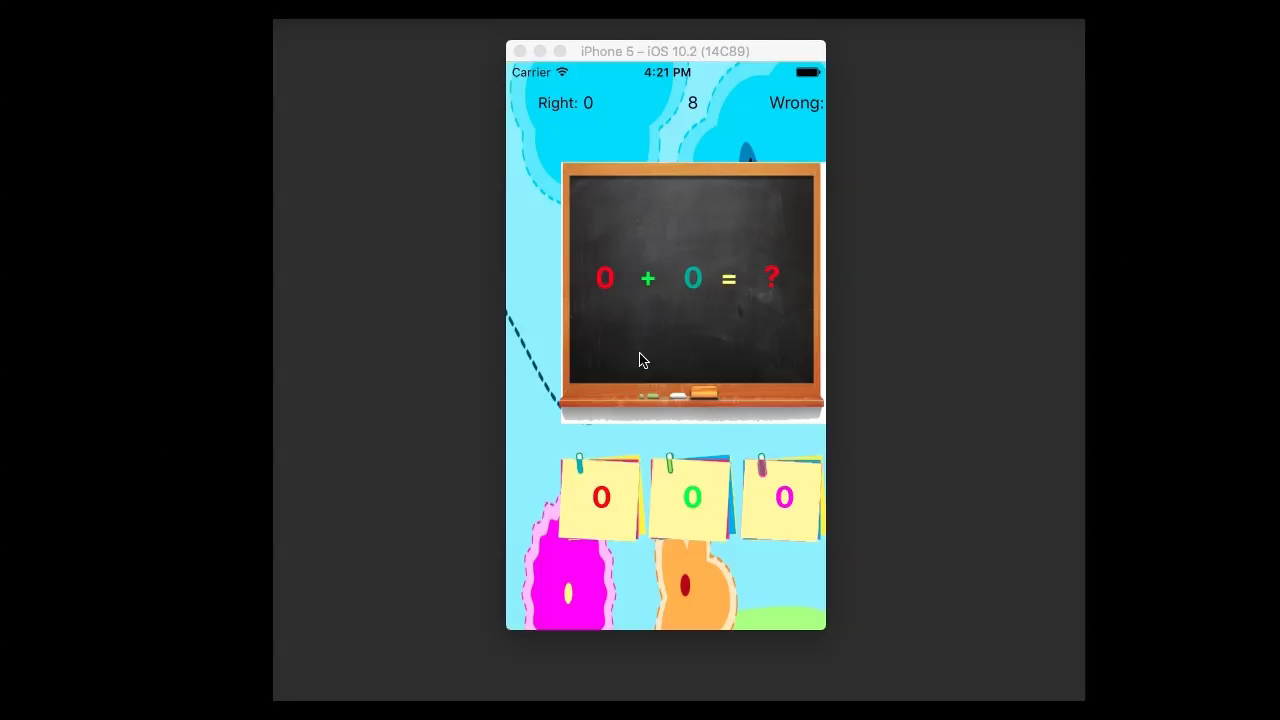 iPhone 5 – iOS 10.2 (14C89)
Carrier 4:21 PM
Right: 0 8 Wrong:
0 + 0 = ?
0 0 0